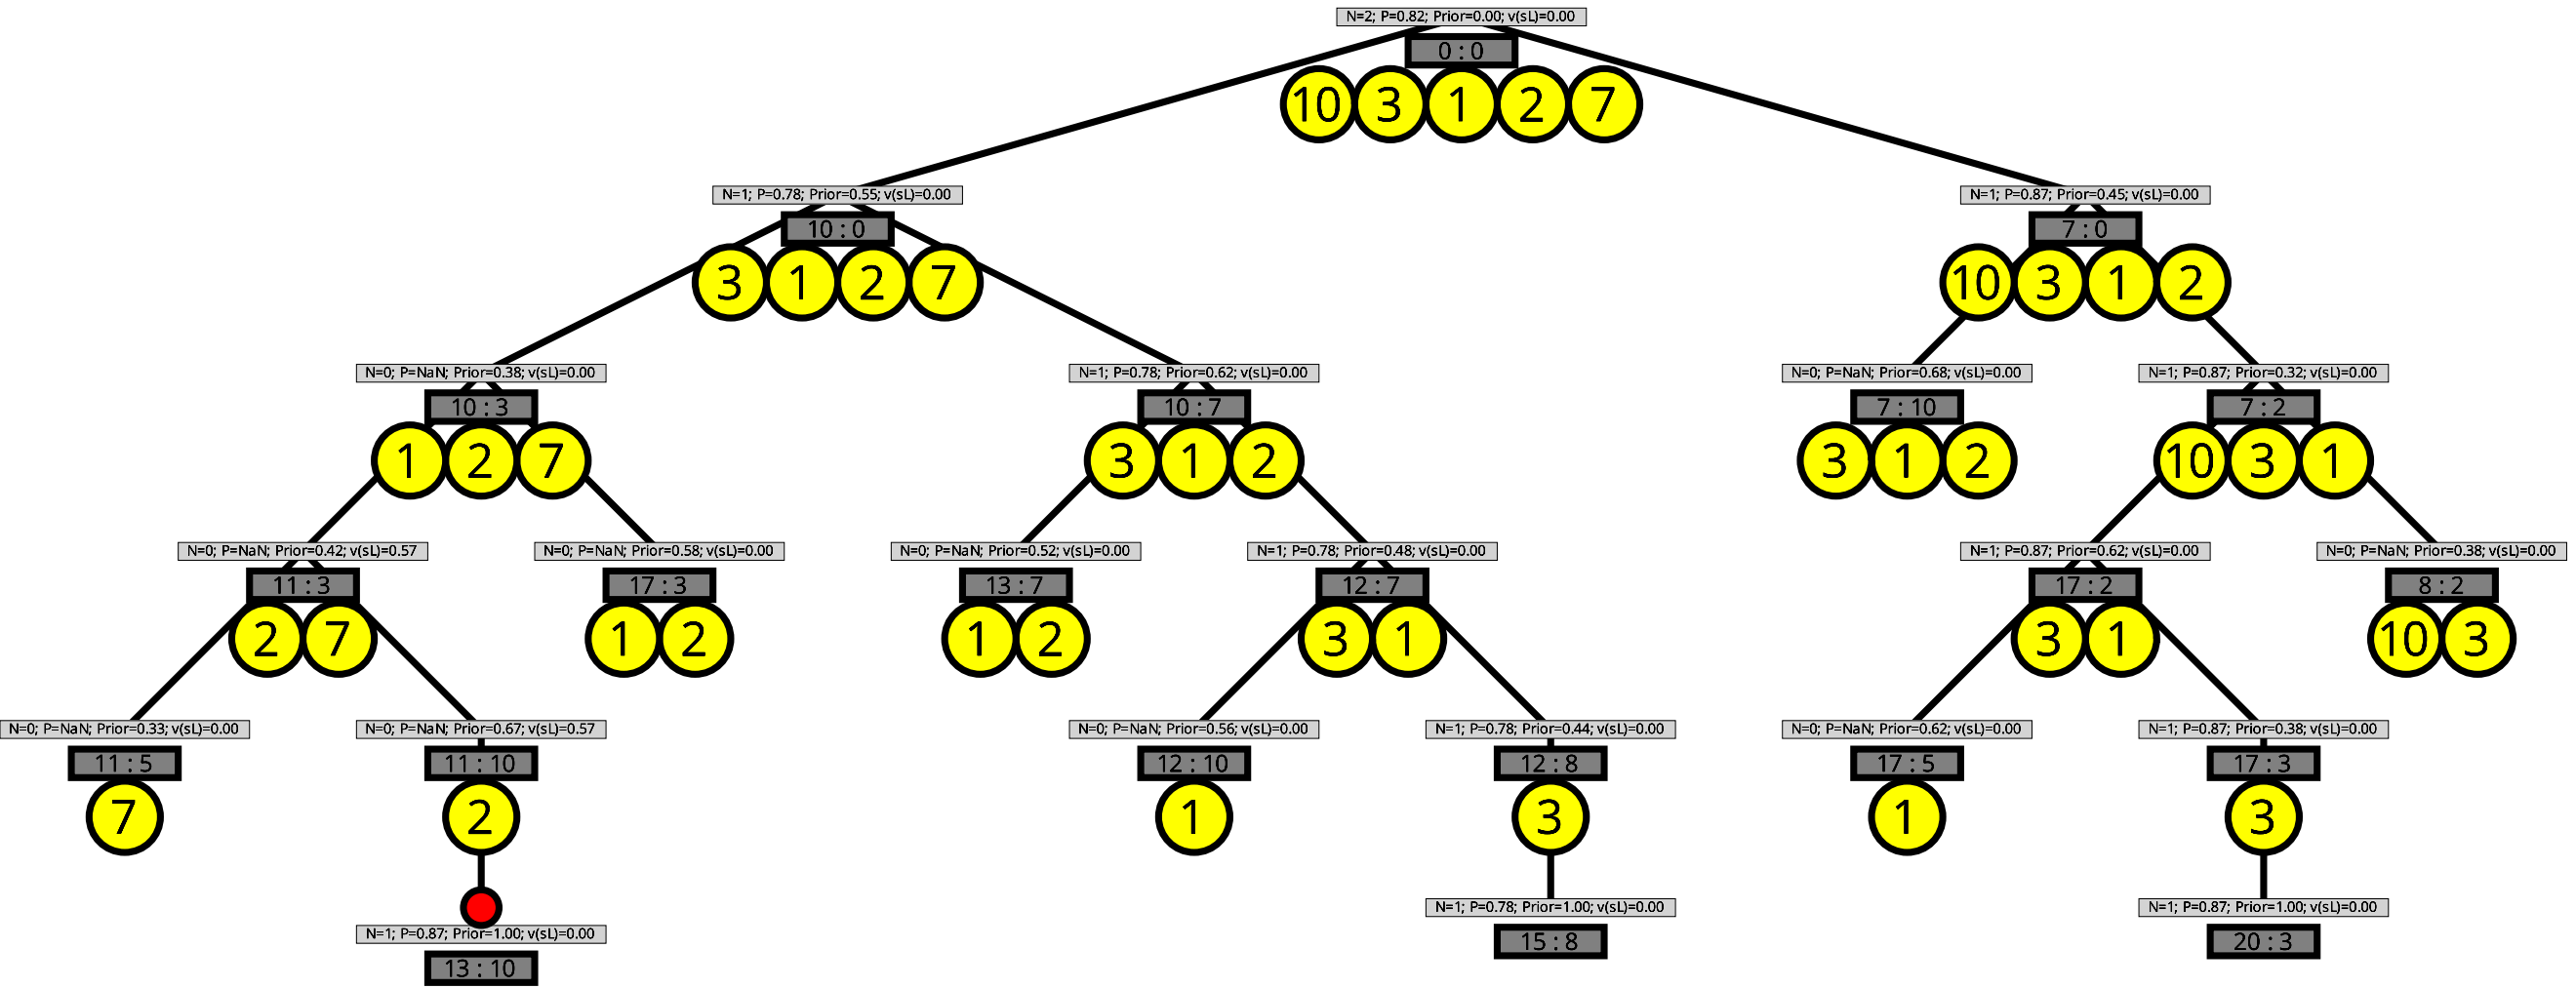 N=2; P=0.82; Prior=0.00; v(sL)=0.00
0 : 0
10 3 1 2 7
N=1; P=0.78; Prior=0.55; v(sL)=0.00
10 : 0
3 1 2 7
N=1; P=0.87; Prior=0.45; v(sL)=0.00
7 : 0
10 3 1 2
N=0; P=NaN; Prior=0.38; v(sL)=0.00
10 : 3
1 2 7
N=1; P=0.78; Prior=0.62; v(sL)=0.00
10 : 7
3 1 2
N=0; P=NaN; Prior=0.68; v(sL)=0.00
7 : 10
3 1 2
N=1; P=0.87; Prior=0.32; v(sL)=0.00
7 : 2
10 3 1
N=0; P=NaN; Prior=0.42; v(sL)=0.57
11 : 3
2 7
N=0; P=NaN; Prior=0.58; v(sL)=0.00
17 : 3
1 2
N=0; P=NaN; Prior=0.52; v(sL)=0.00
13 : 7
1 2
N=1; P=0.78; Prior=0.48; v(sL)=0.00
12 : 7
3 1
N=1; P=0.87; Prior=0.62; v(sL)=0.00
17 : 2
3 1
N=0; P=NaN; Prior=0.38; v(sL)=0.00
8 : 2
10 3
N=0; P=NaN; Prior=0.33; v(sL)=0.00
11 : 5
7
N=0; P=NaN; Prior=0.67; v(sL)=0.57
11 : 10
2
N=0; P=NaN; Prior=0.56; v(sL)=0.00
12 : 10
1
N=1; P=0.78; Prior=0.44; v(sL)=0.00
12 : 8
3
N=0; P=NaN; Prior=0.62; v(sL)=0.00
17 : 5
1
N=1; P=0.87; Prior=0.38; v(sL)=0.00
17 : 3
3
N=1; P=0.87; Prior=1.00; v(sL)=0.00
13 : 10
N=1; P=0.78; Prior=1.00; v(sL)=0.00
15 : 8
N=1; P=0.87; Prior=1.00; v(sL)=0.00
20 : 3